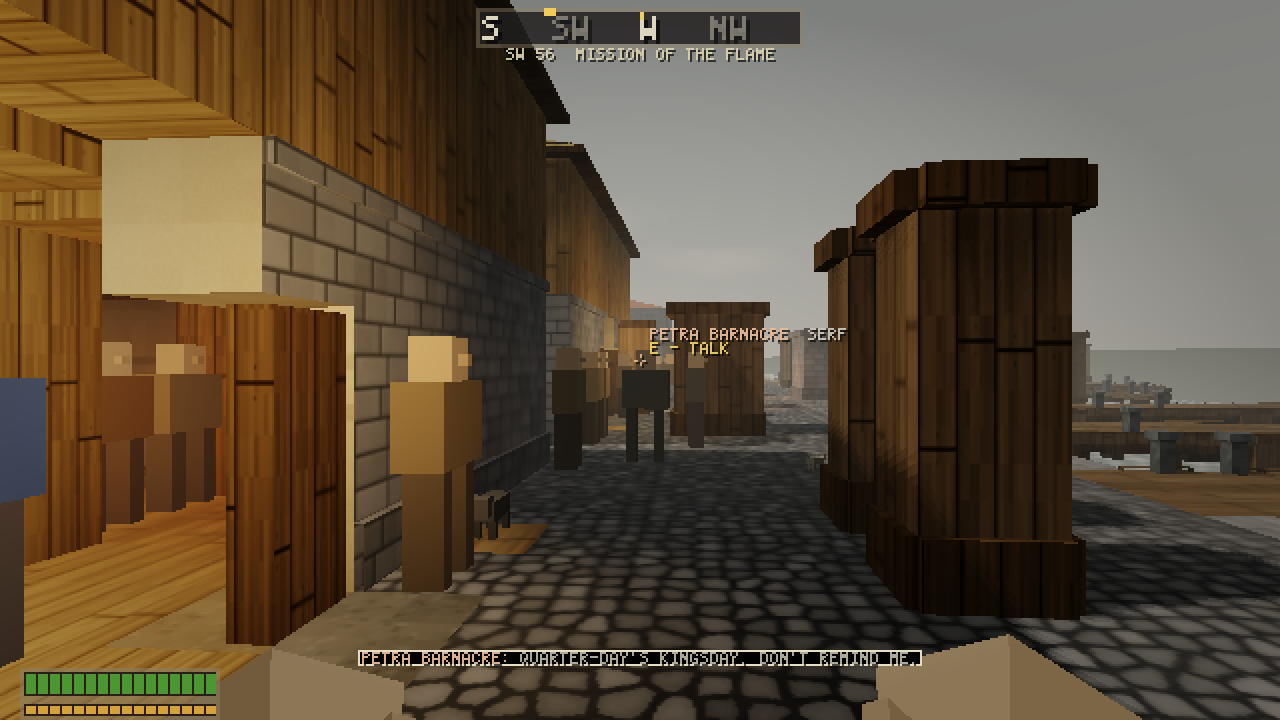 S SW W NW
SW 56 MISSION OF THE FLAME
PETRA BARNACRE SERF
E - TALK
PETRA BARNACRE: QUARTER-DAY'S KINGSDAY. DON'T REMIND ME.